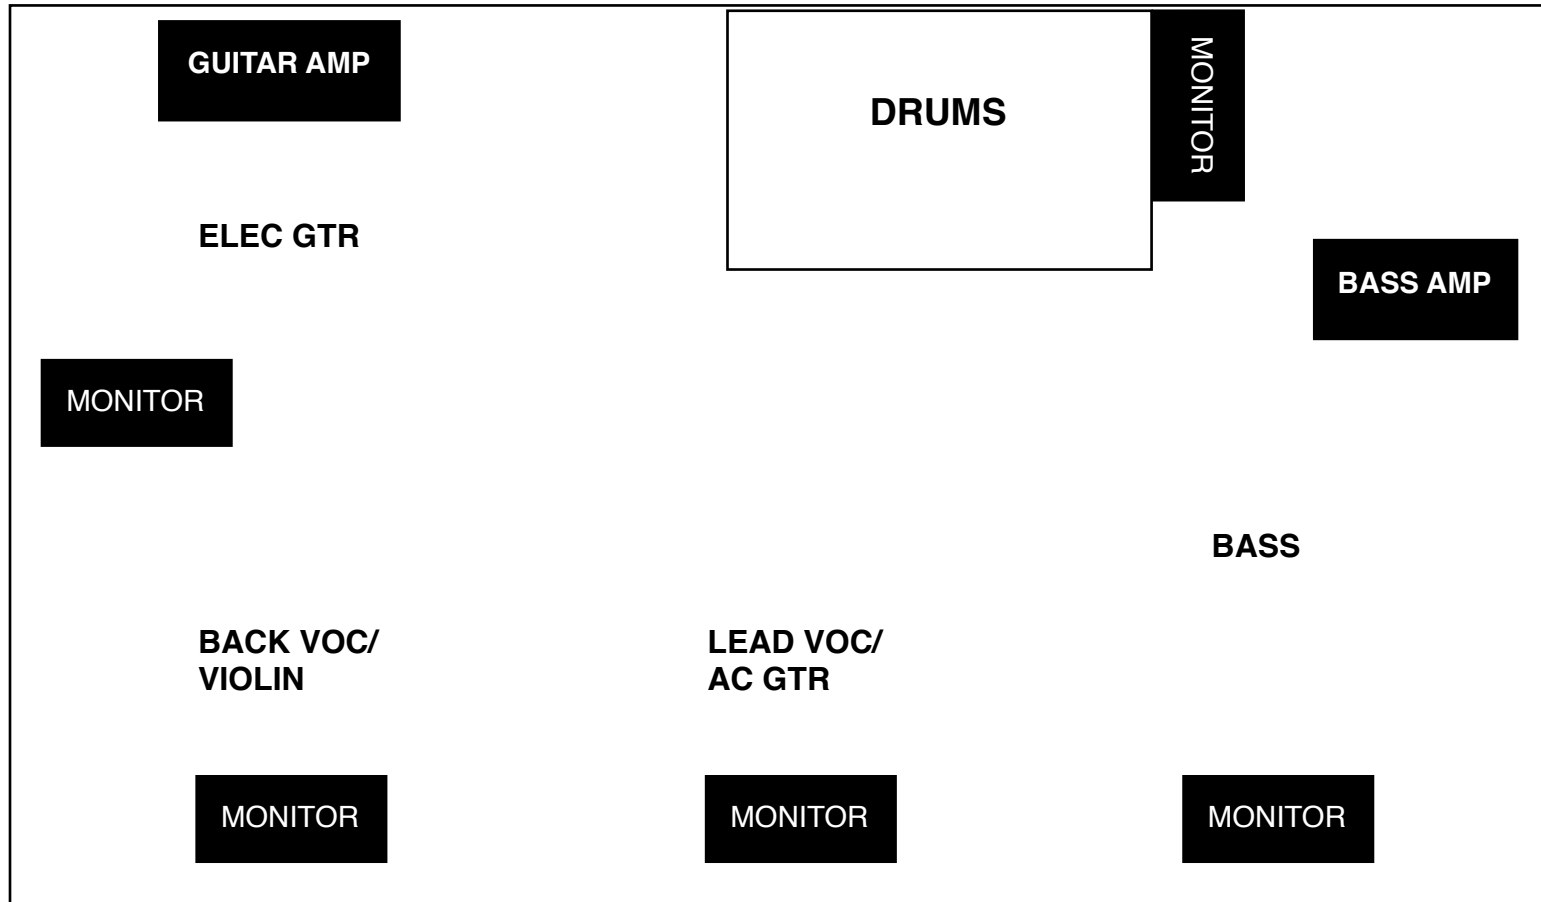 GUITAR AMP
DRUMS
MONITOR
ELEC GTR
BASS AMP
MONITOR
BASS
BACK VOC/
VIOLIN
LEAD VOC/
AC GTR
MONITOR
MONITOR
MONITOR